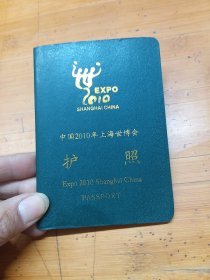 EXPO
2010
SHANGHAI CHINA
中国2010年上海世博会
护照
Expo 2010 Shanghai China
PASSPORT